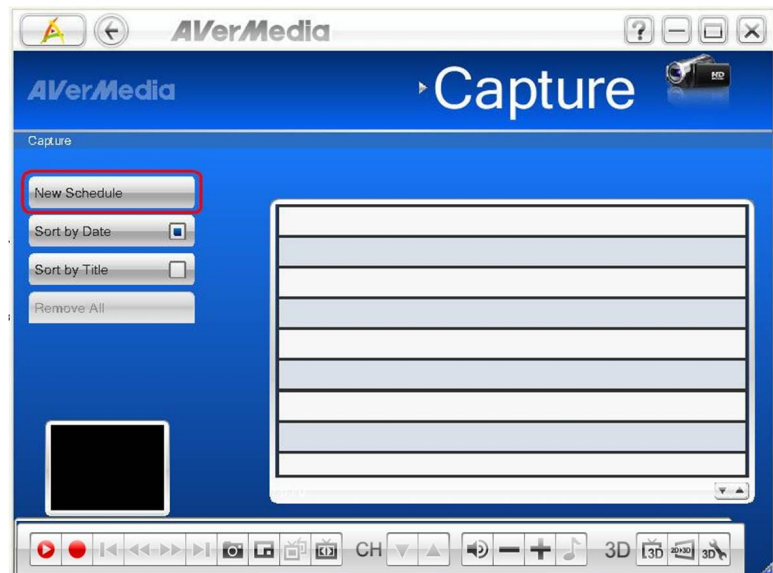 AVerMedia
AVerMedia
Capture
HD
Capture
New Schedule
Sort by Date
Sort by Title
Remove All
CH
3D
3D
2D>3D
3D